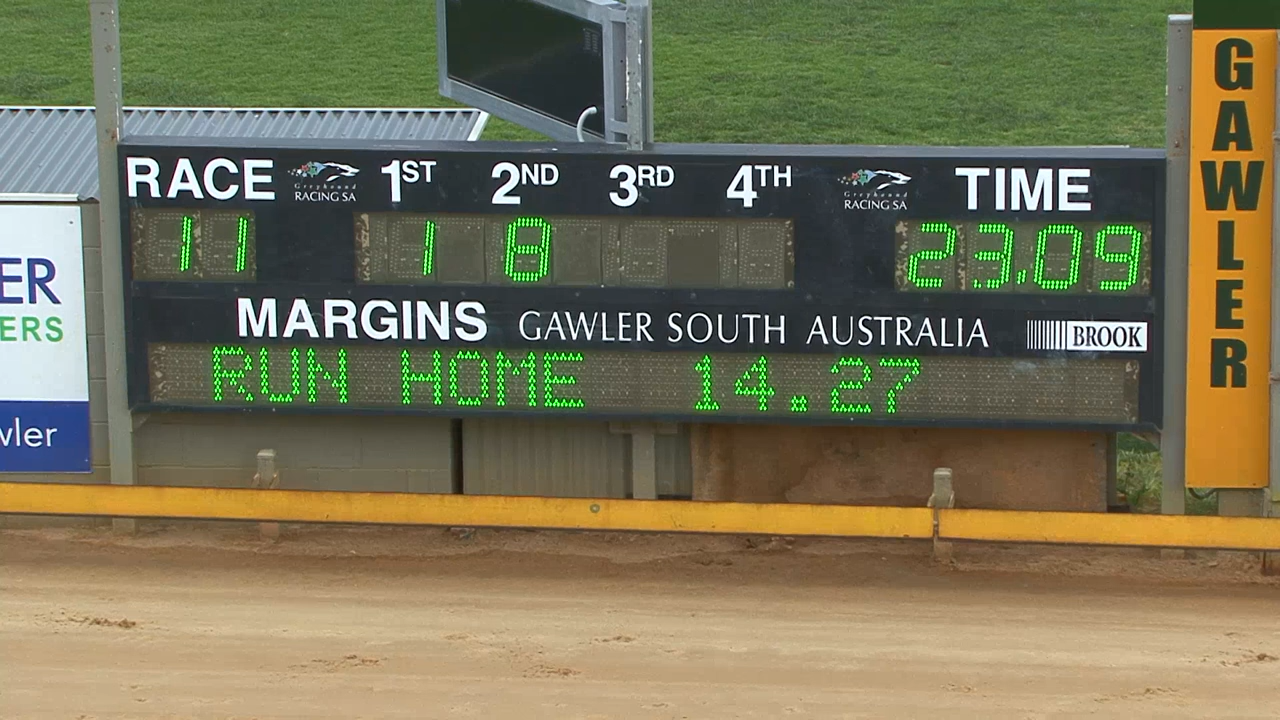 RACE 1ST 2ND 3RD 4TH TIME
Greyhound RACING SA
Greyhound RACING SA
11 1 8 23.09
MARGINS GAWLER SOUTH AUSTRALIA BROOK
RUN HOME 14.27
GAWLER
ER
ERS
wler